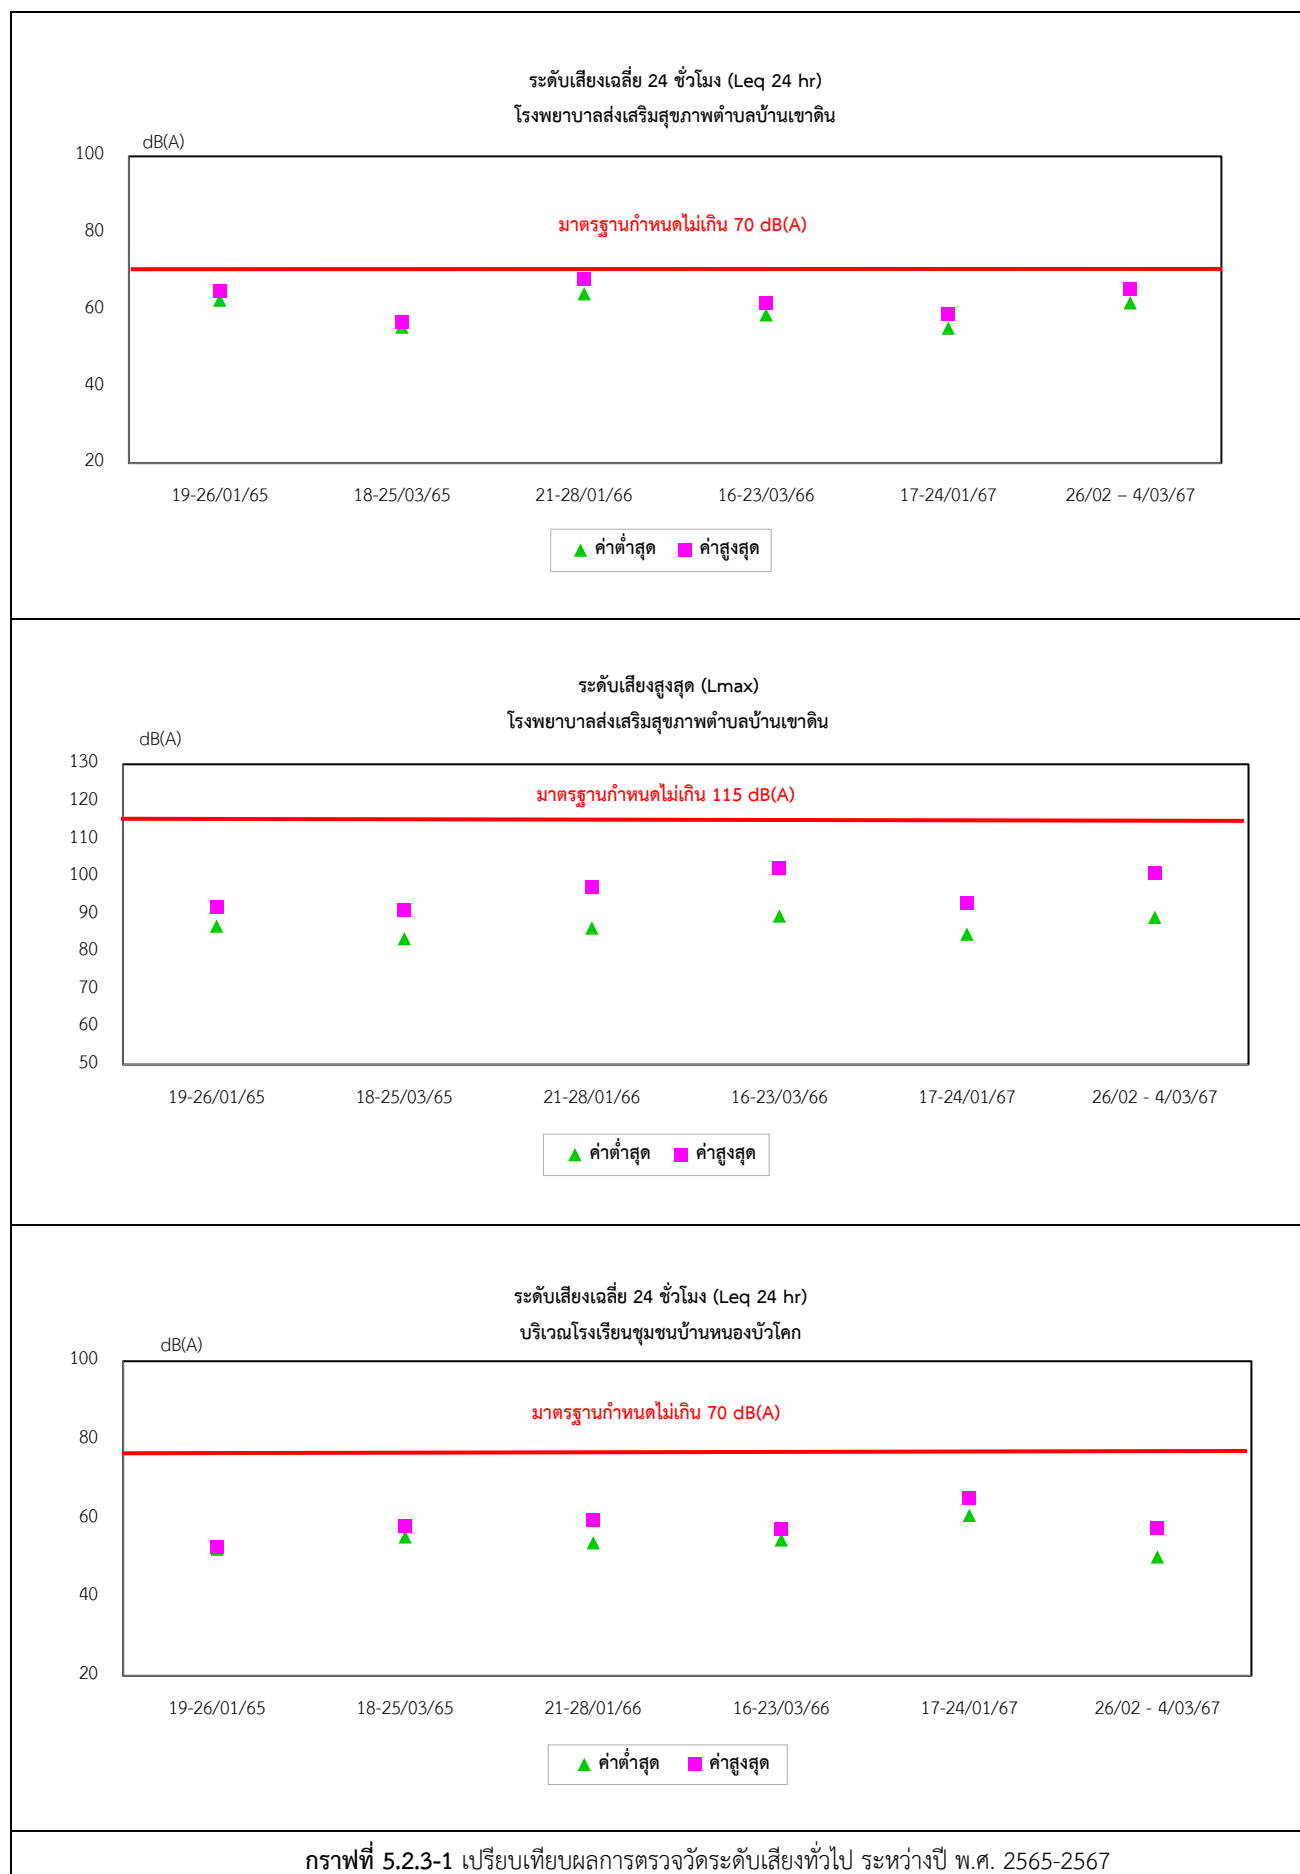 ระดับเสียงเฉลี่ย 24 ชั่วโมง (Leq 24 hr)
โรงพยาบาลส่งเสริมสุขภาพตำบลบ้านเขาดิน
dB(A)
100
80
มาตรฐานกำหนดไม่เกิน 70 dB(A)
60
40
20
19-26/01/65 18-25/03/65 21-28/01/66 16-23/03/66 17-24/01/67 26/02 – 4/03/67
ค่าต่ำสุด ค่าสูงสุด
ระดับเสียงสูงสุด (Lmax)
โรงพยาบาลส่งเสริมสุขภาพตำบลบ้านเขาดิน
dB(A)
130
120
มาตรฐานกำหนดไม่เกิน 115 dB(A)
110
100
90
80
70
60
50
19-26/01/65 18-25/03/65 21-28/01/66 16-23/03/66 17-24/01/67 26/02 - 4/03/67
ค่าต่ำสุด ค่าสูงสุด
ระดับเสียงเฉลี่ย 24 ชั่วโมง (Leq 24 hr)
บริเวณโรงเรียนชุมชนบ้านหนองบัวโคก
dB(A)
100
มาตรฐานกำหนดไม่เกิน 70 dB(A)
80
60
40
20
19-26/01/65 18-25/03/65 21-28/01/66 16-23/03/66 17-24/01/67 26/02 - 4/03/67
ค่าต่ำสุด ค่าสูงสุด
กราฟที่ 5.2.3-1 เปรียบเทียบผลการตรวจวัดระดับเสียงทั่วไป ระหว่างปี พ.ศ. 2565-2567